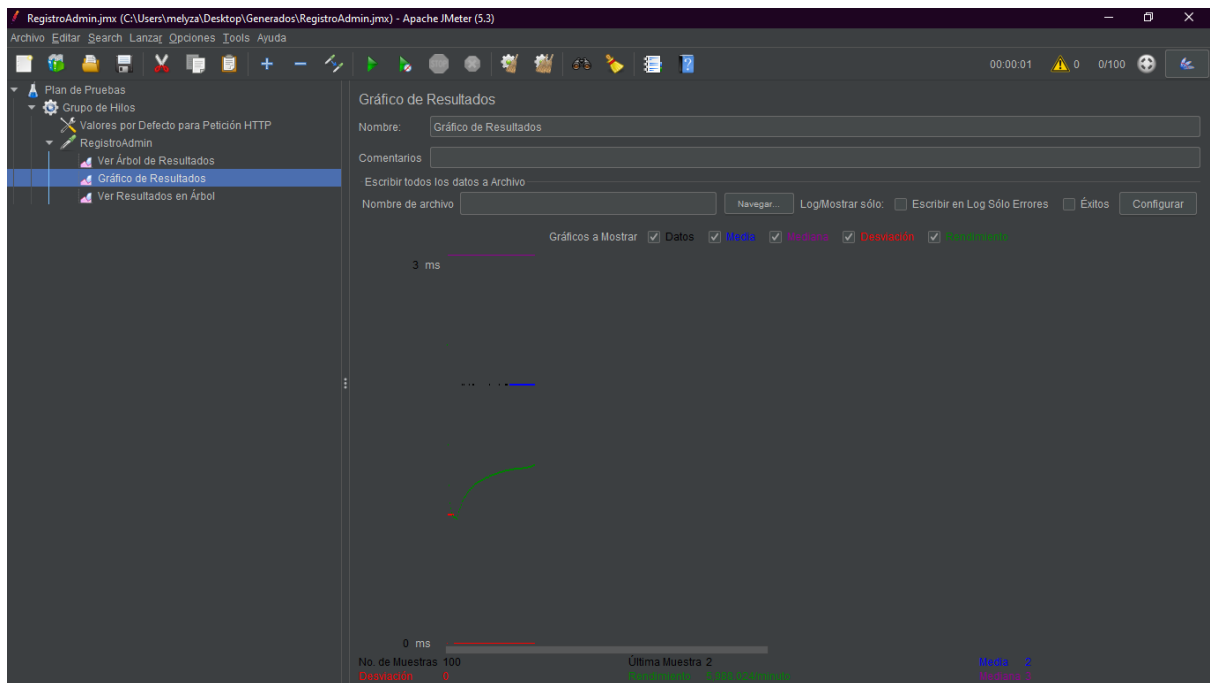 RegistroAdmin.jmx (C:\Users\melyza\Desktop\Generados\RegistroAdmin.jmx) - Apache JMeter (5.3)
Archivo Editar Search Lanzar Opciones Tools Ayuda
00:00:01 0 0/100
Plan de Pruebas
Grupo de Hilos
Valores por Defecto para Petición HTTP
RegistroAdmin
Ver Árbol de Resultados
Gráfico de Resultados
Ver Resultados en Árbol
Gráfico de Resultados
Nombre: Gráfico de Resultados
Comentarios
Escribir todos los datos a Archivo
Nombre de archivo Navegar... Log/Mostrar sólo: Escribir en Log Sólo Errores Éxitos Configurar
Gráficos a Mostrar Datos Media Mediana Desviación Rendimiento
3 ms
0 ms
No. de Muestras 100 Última Muestra 2 Media 2
Desviación 0 Rendimiento